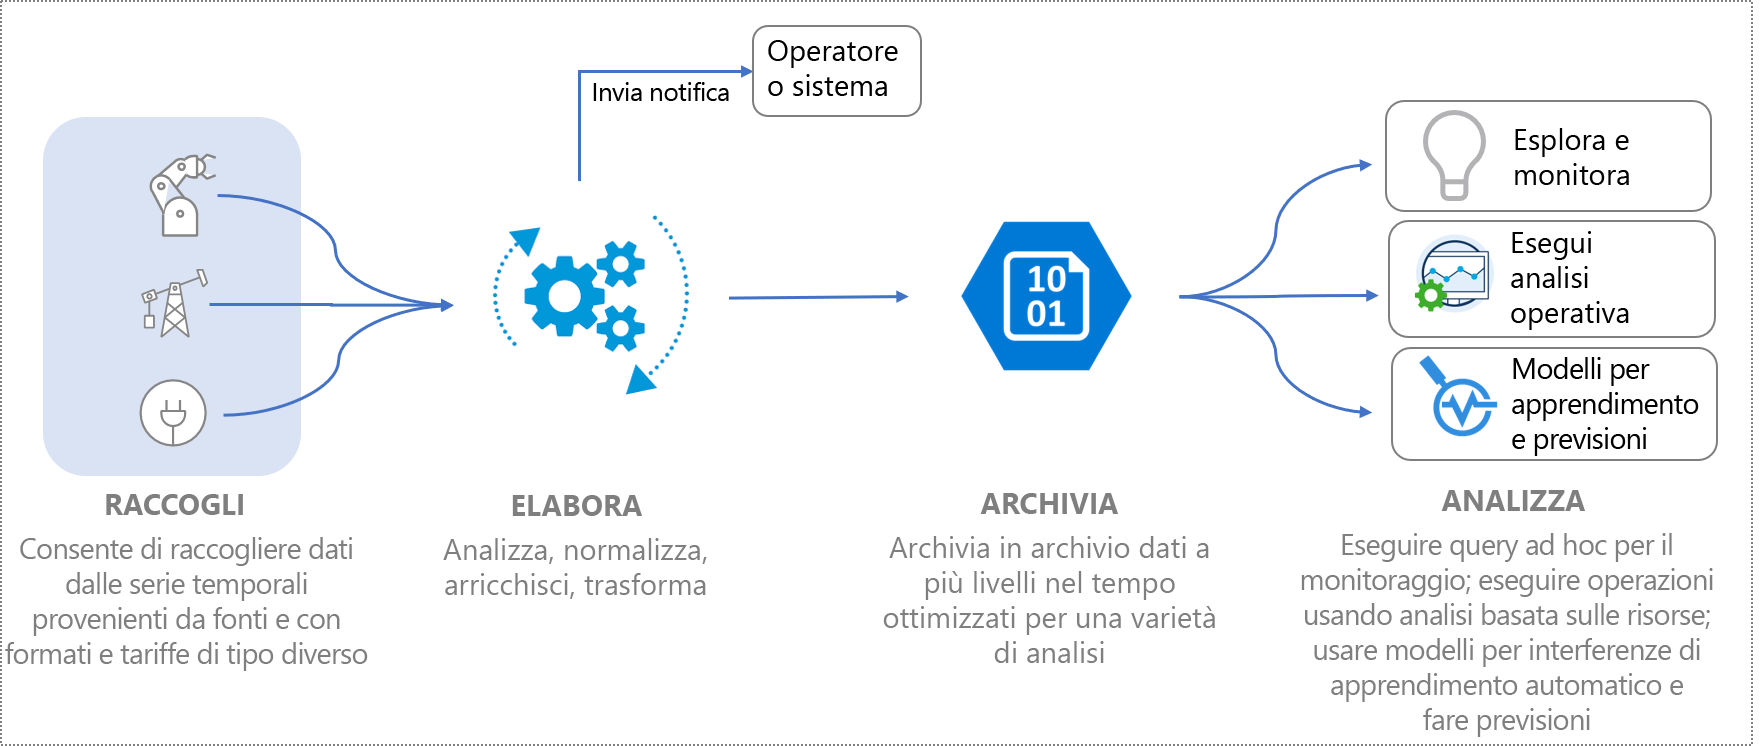 Operatore
o sistema
Invia notifica
10
01
Esplora e
monitora
Esegui
analisi
operativa
Modelli per
apprendimento
e previsioni
RACCOGLI
Consente di raccogliere dati
dalle serie temporali
provenienti da fonti e con
formati e tariffe di tipo diverso
ELABORA
Analizza, normalizza,
arricchisci, trasforma
ARCHIVIA
Archivia in archivio dati a
più livelli nel tempo
ottimizzati per una varietà
di analisi
ANALIZZA
Eseguire query ad hoc per il
monitoraggio; eseguire operazioni
usando analisi basata sulle risorse;
usare modelli per interferenze di
apprendimento automatico e
fare previsioni